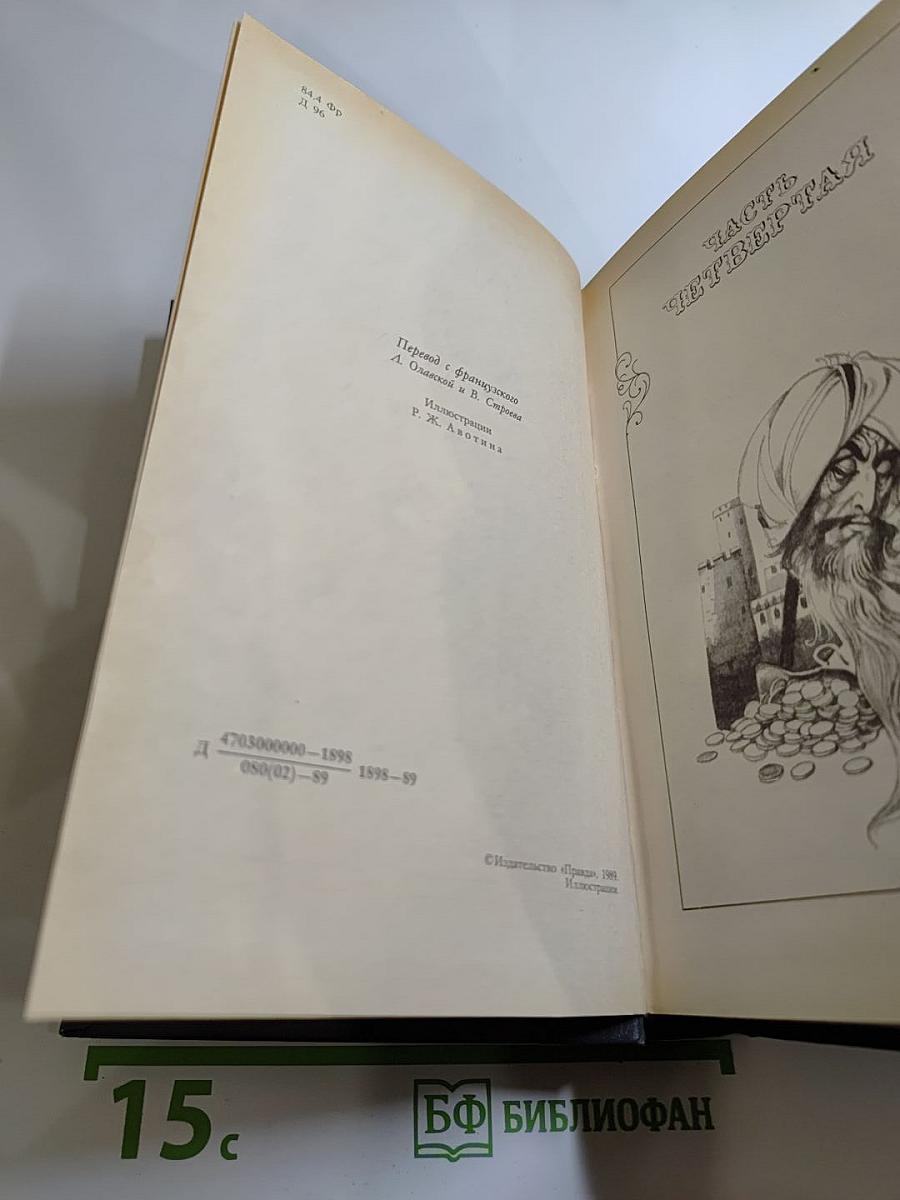 84.4 Фр
Д 96
Перевод с французского
Л. Олавской и В. Строева
Иллюстрации
Р. Ж. Авотина
Д 4703000000—1898
080(02)—89
1898—89
© Издательство «Правда», 1989.
Иллюстрации.
ЧАСТЬ
ЧЕТВЕРТАЯ
15 с
БФ БИБЛИОФАН